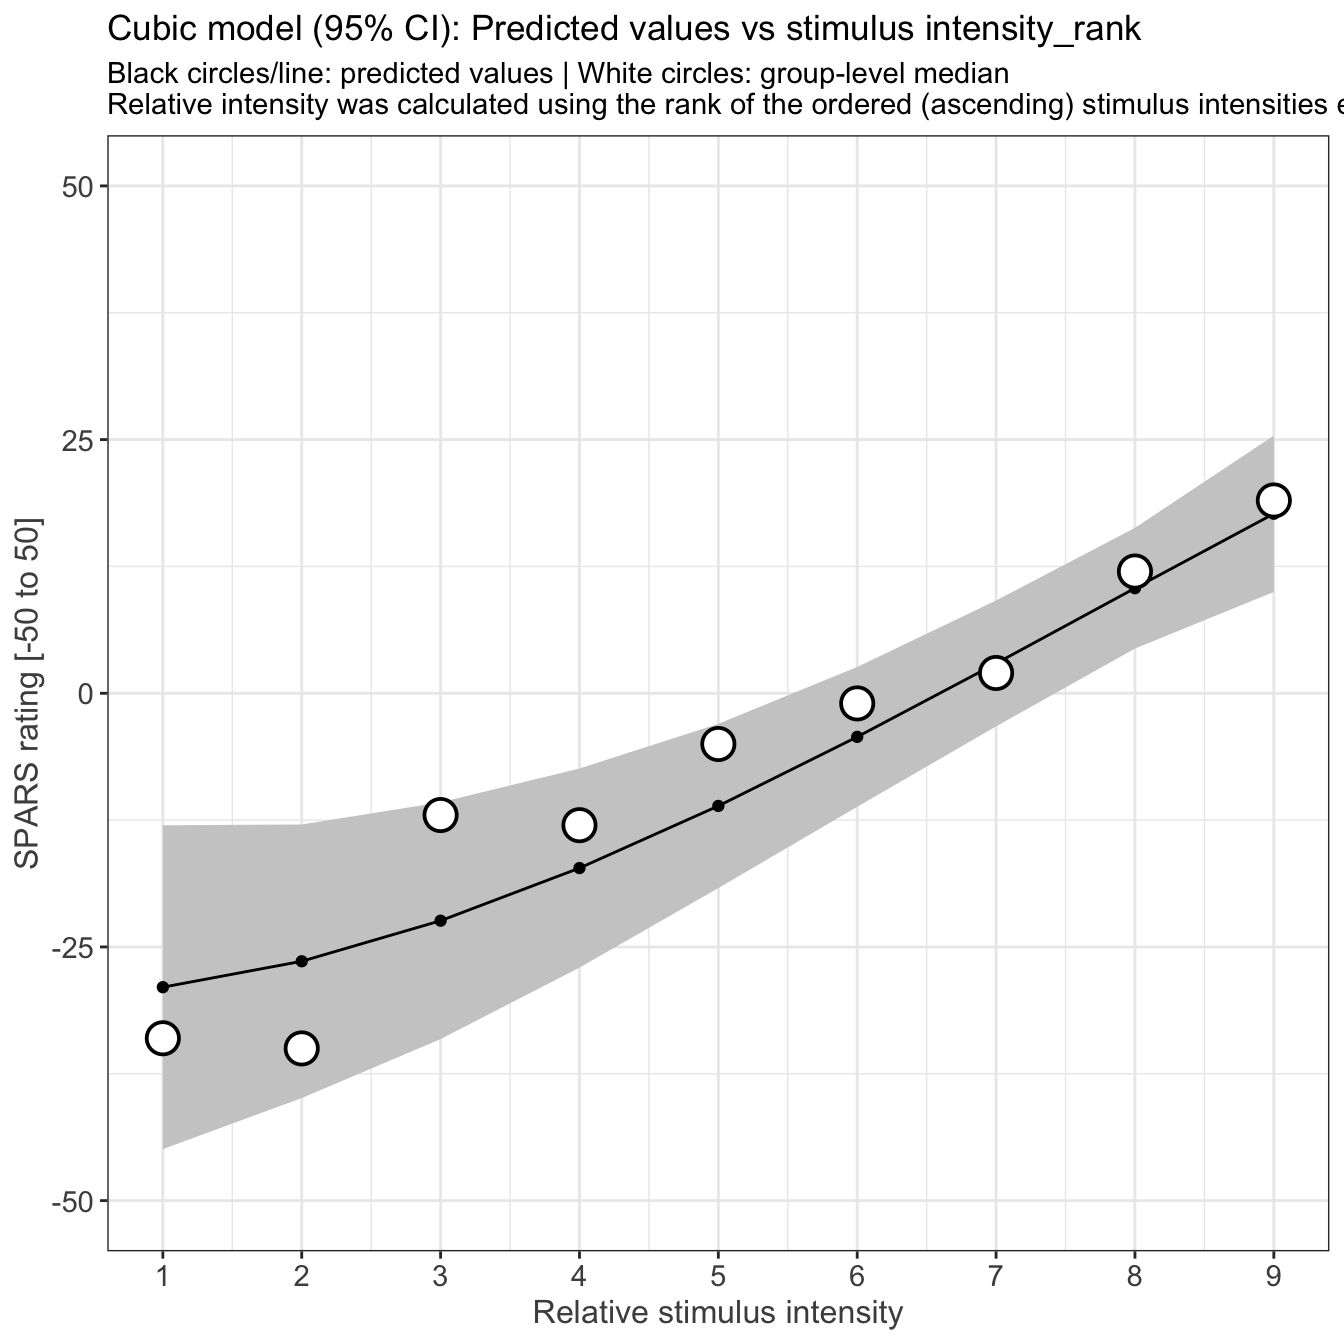 Cubic model (95% CI): Predicted values vs stimulus intensity_rank
Black circles/line: predicted values | White circles: group-level median
Relative intensity was calculated using the rank of the ordered (ascending) stimulus intensities
50
25
0
-25
-50
SPARS rating [-50 to 50]
1 2 3 4 5 6 7 8 9
Relative stimulus intensity